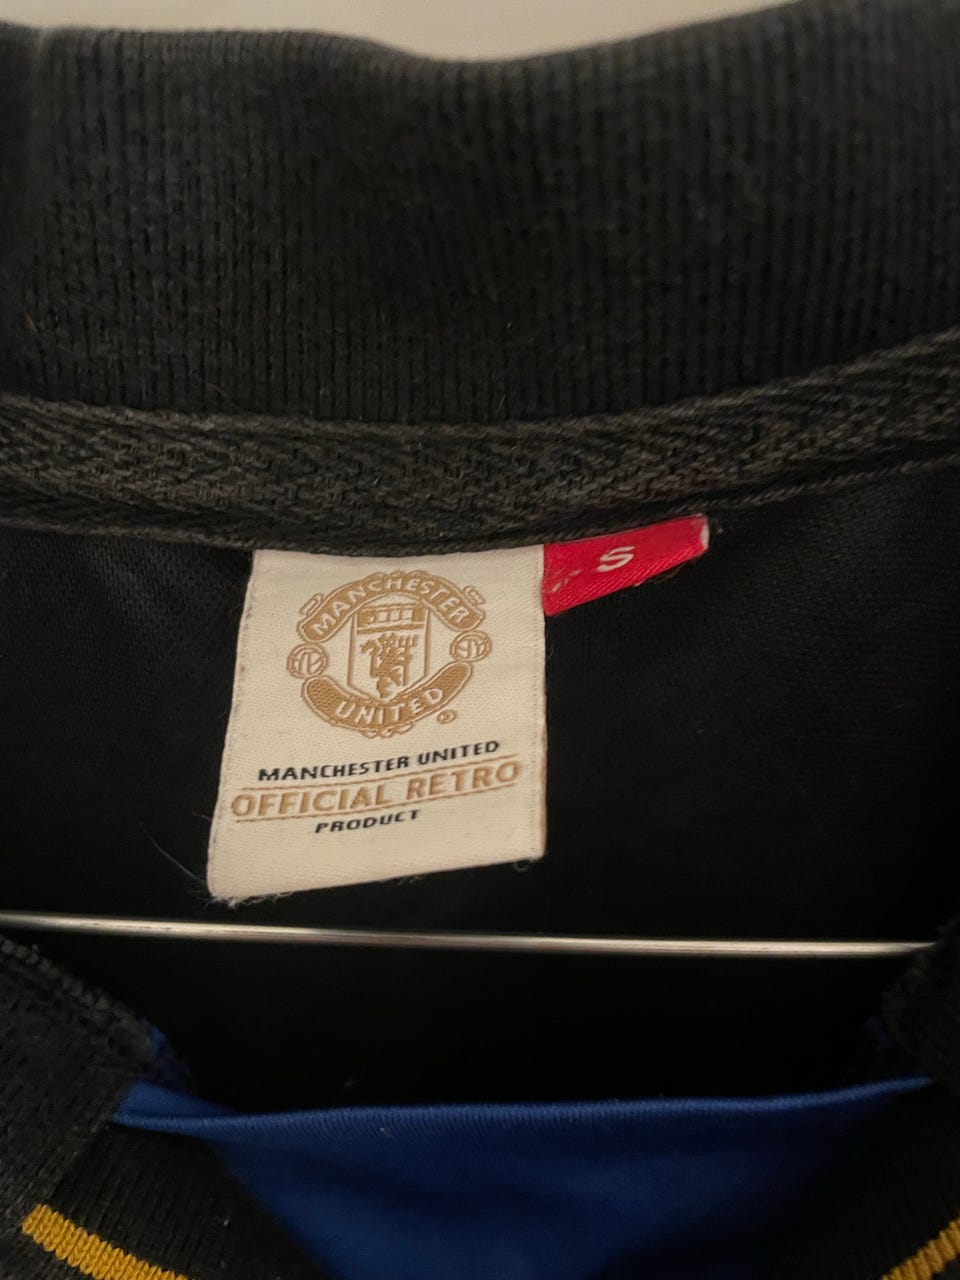 MANCHESTER
UNITED
MANCHESTER UNITED
OFFICIAL RETRO
PRODUCT
S